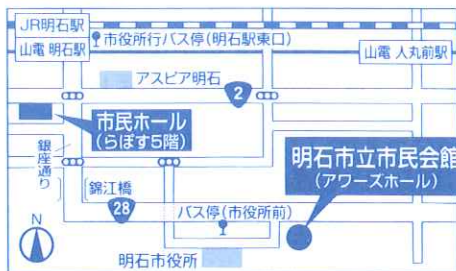 JR明石駅
市役所行バス停(明石駅東口)
山電 明石駅
山電 人丸前駅
アスピア明石
2
市民ホール
(らぽす5階)
銀座通り
明石市立市民会館
(アワーズホール)
錦江橋
28
バス停(市役所前)
N
明石市役所